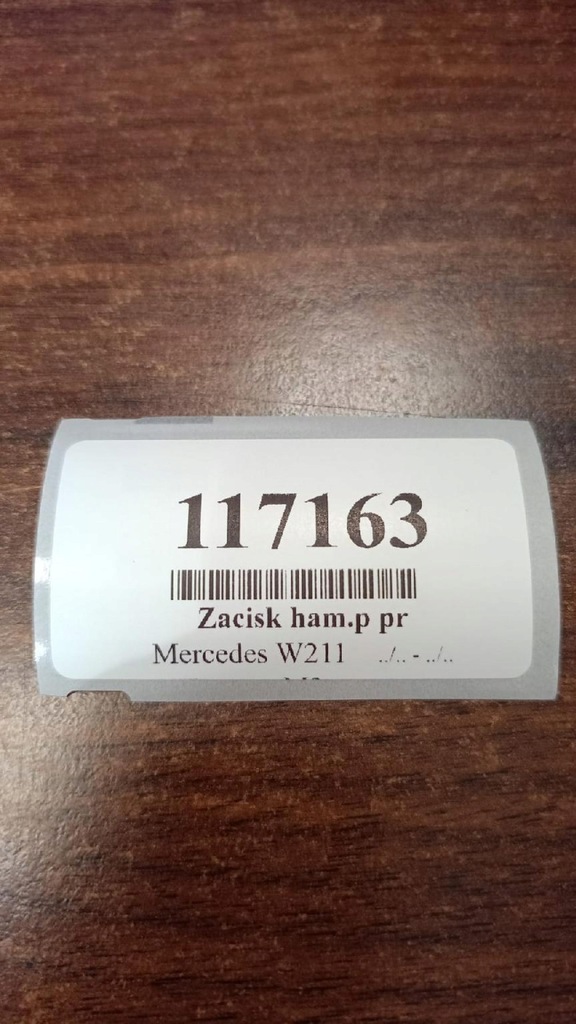 117163
Zacisk ham.p pr
Mercedes W211 ../.. - ../..